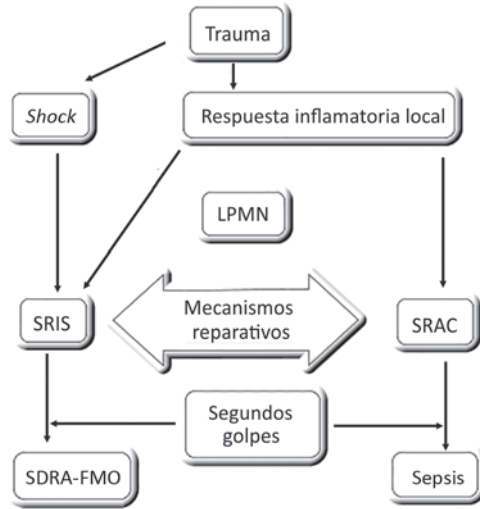 Trauma
Shock
Respuesta inflamatoria local
LPMN
SRIS
Mecanismos
reparativos
SRAC
Segundos
golpes
SDRA-FMO
Sepsis